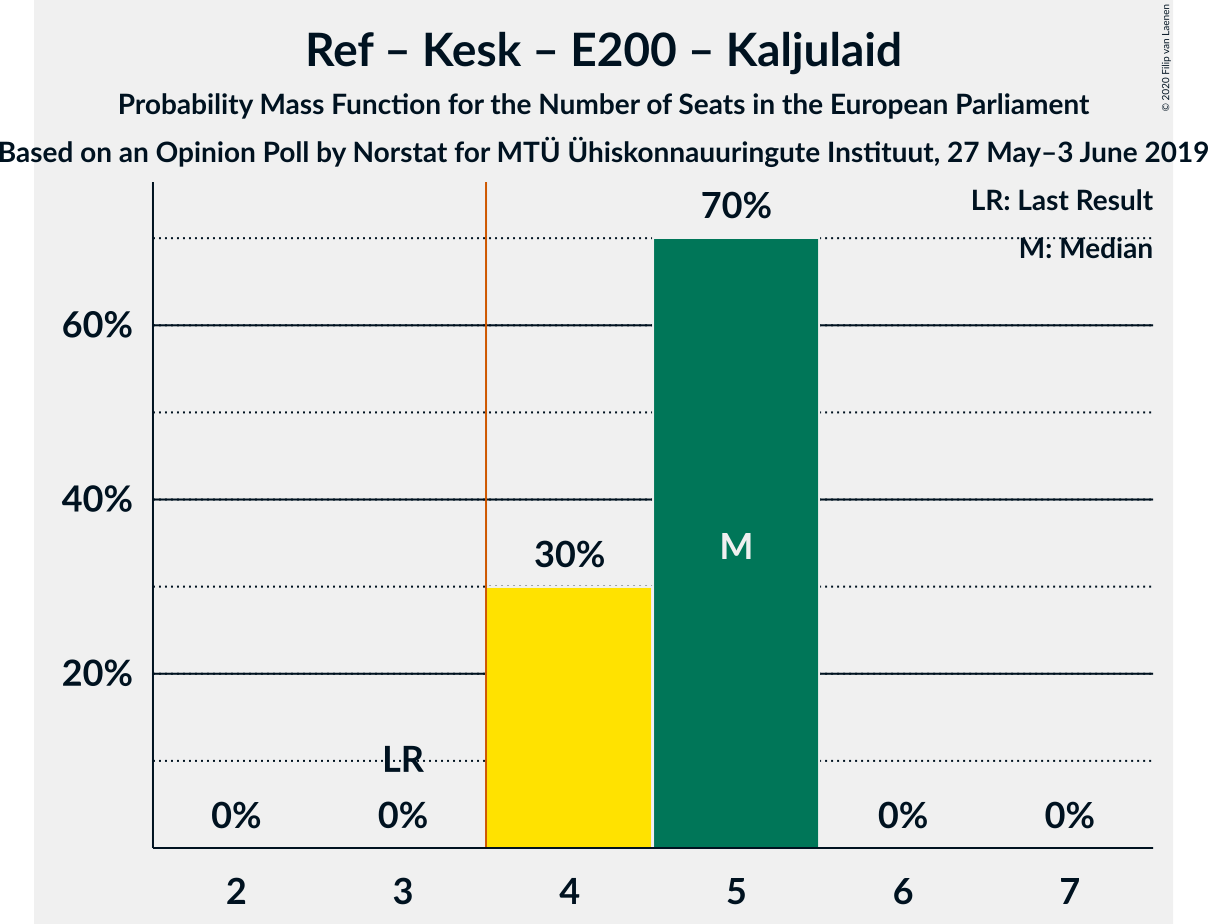 Ref – Kesk – E200 – Kaljulaid
Probability Mass Function for the Number of Seats in the European Parliament
Based on an Opinion Poll by Norstat for MTÜ Ühiskonnauuringute Instituut, 27 May–3 June 2019
© 2020 Filip van Laenen
LR: Last Result
M: Median
70%
60%
40%
30%
M
20%
LR
0% 0% 0% 0%
2 3 4 5 6 7